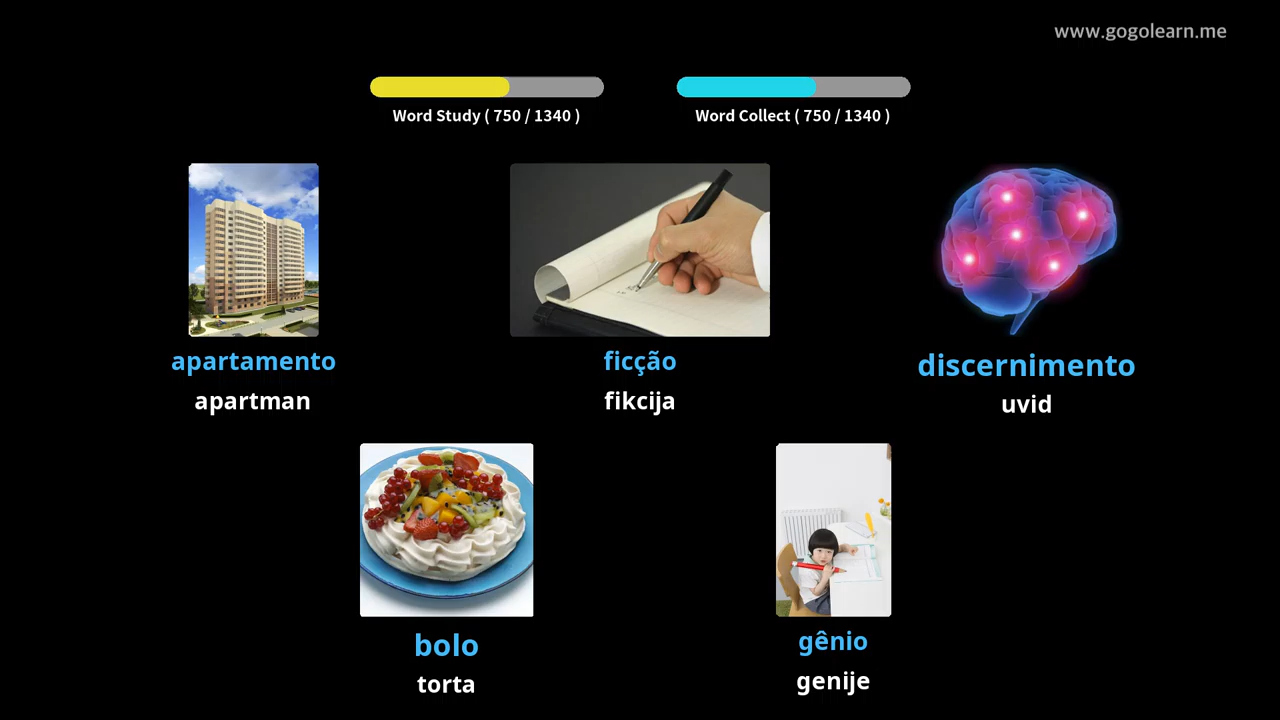 www.gogolearn.me
Word Study ( 750 / 1340 )
Word Collect ( 750 / 1340 )
apartamento
apartman
ficção
fikcija
discernimento
uvid
bolo
torta
gênio
genije